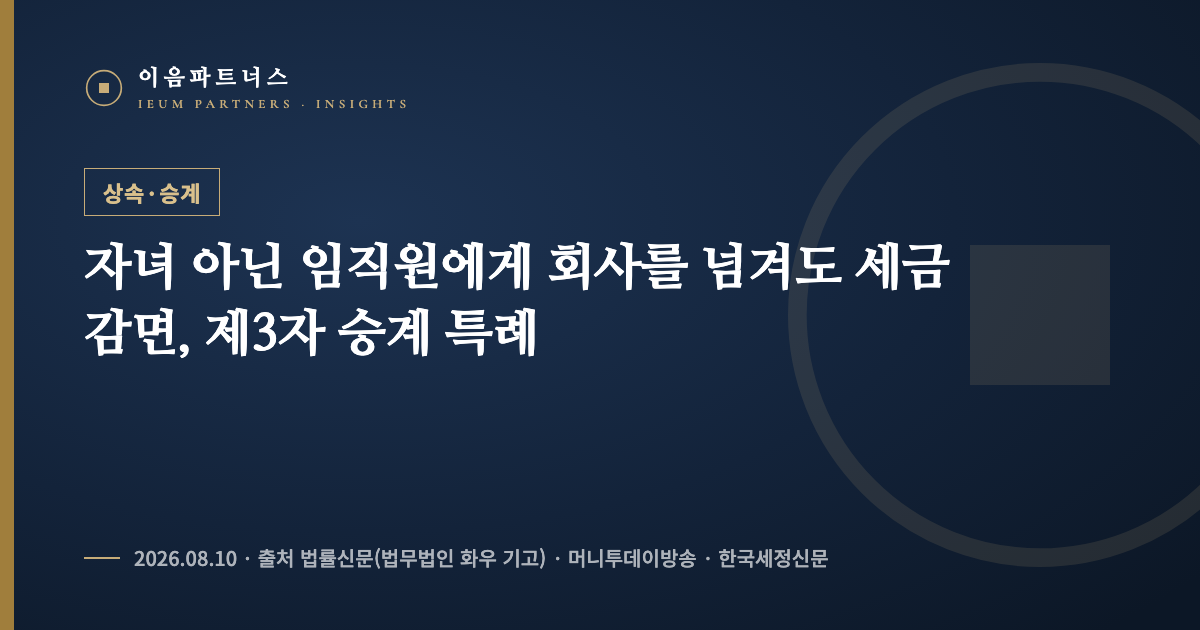 이음파트너스
IEUM PARTNERS · INSIGHTS
상속·승계
자녀 아닌 임직원에게 회사를 넘겨도 세금
감면, 제3자 승계 특례
2026.08.10 · 출처 법률신문(법무법인 화우 기고) · 머니투데이방송 · 한국세정신문